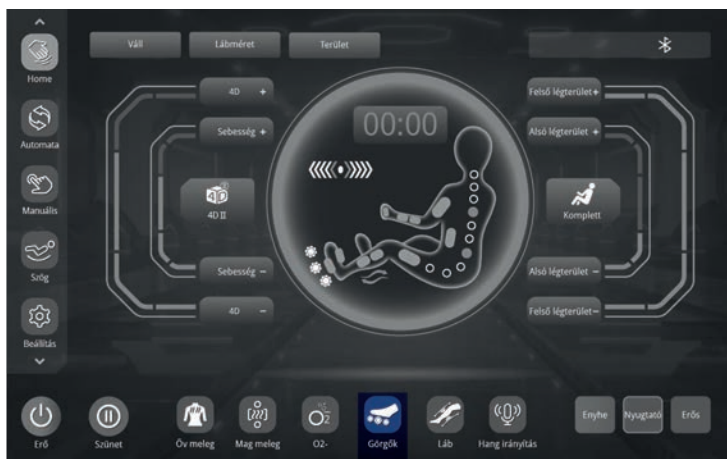 Váll
Lábméret
Terület
Home
4D +
Felső légterület+
00:00
Sebesség +
Alsó légterület +
Automata
4D
4D II
Komplett
Manuális
Szög
Sebesség −
Alsó légterület −
4D −
Felső légterület−
Beállítás
Enyhe
Nyugtató
Erős
Erő
Szünet
Öv meleg
Mag meleg
O2
O2-
Görgők
Láb
Hang irányítás